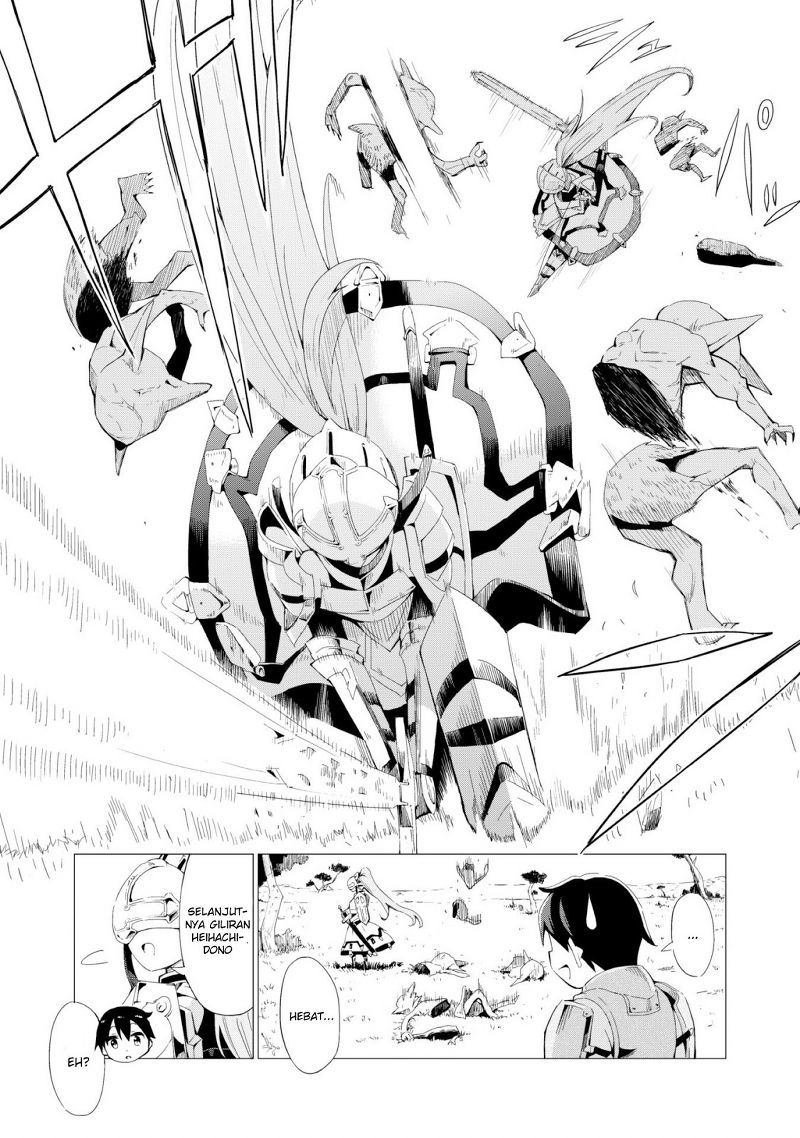 ...
HEBAT...
SELANJUT-
NYA GILIRAN
HEIHACHI-
DONO
EH?